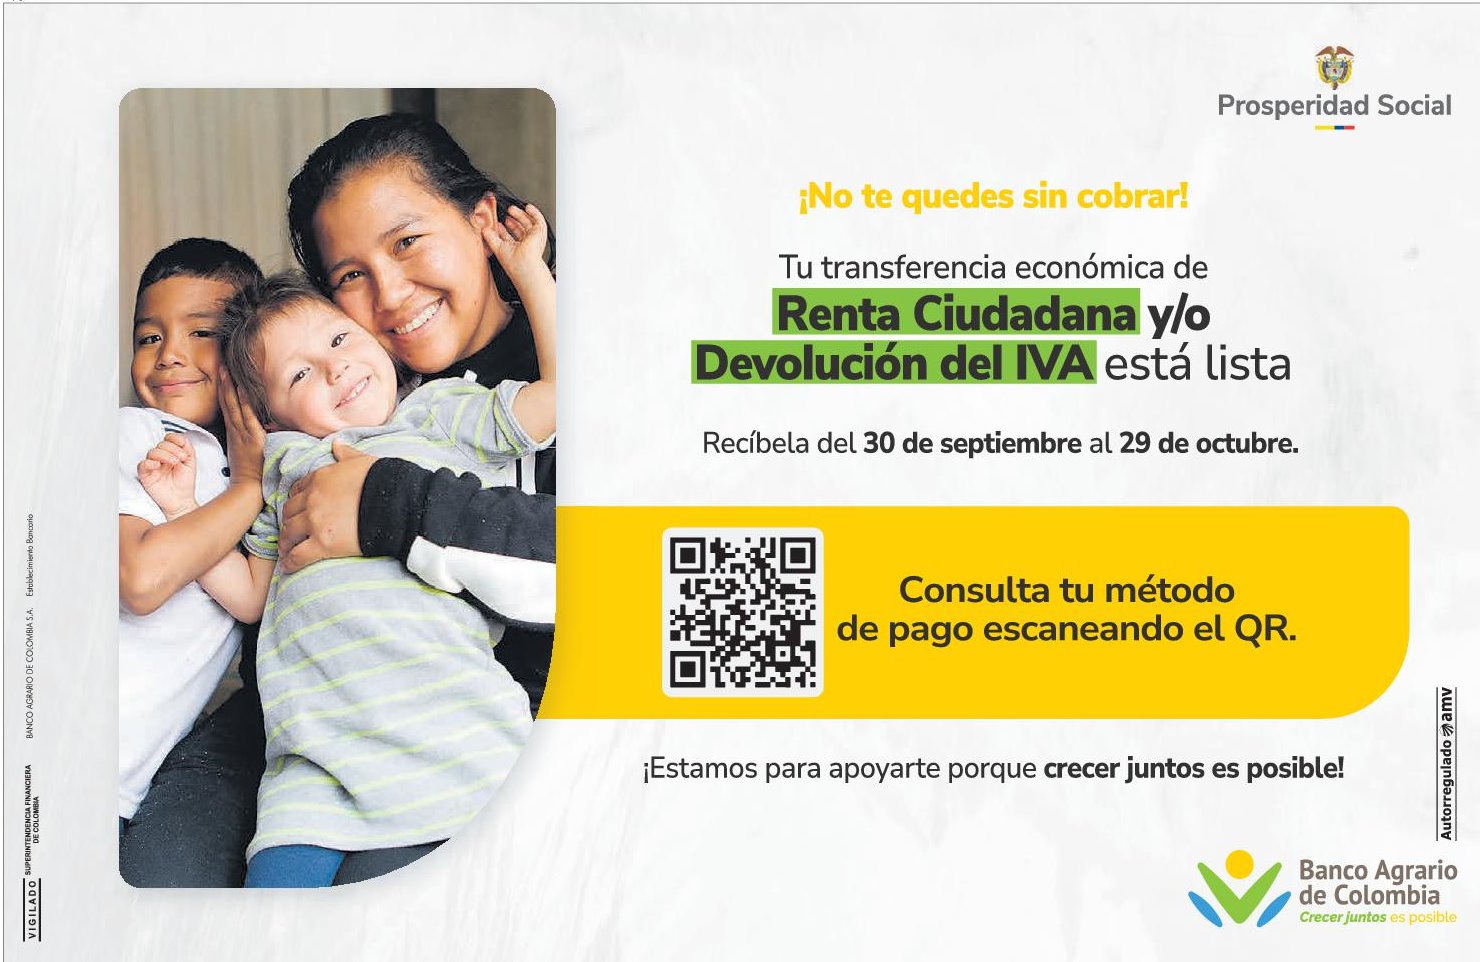 Prosperidad Social
¡No te quedes sin cobrar!
Tu transferencia económica de
Renta Ciudadana y/o
Devolución del IVA está lista
Recíbela del 30 de septiembre al 29 de octubre.
Consulta tu método
de pago escaneando el QR.
¡Estamos para apoyarte porque crecer juntos es posible!
Banco Agrario
de Colombia
Crecer juntos es posible
Autorregulado amv
VIGILADO
SUPERINTENDENCIA FINANCIERA
DE COLOMBIA
BANCO AGRARIO DE COLOMBIA S.A. Establecimiento Bancario